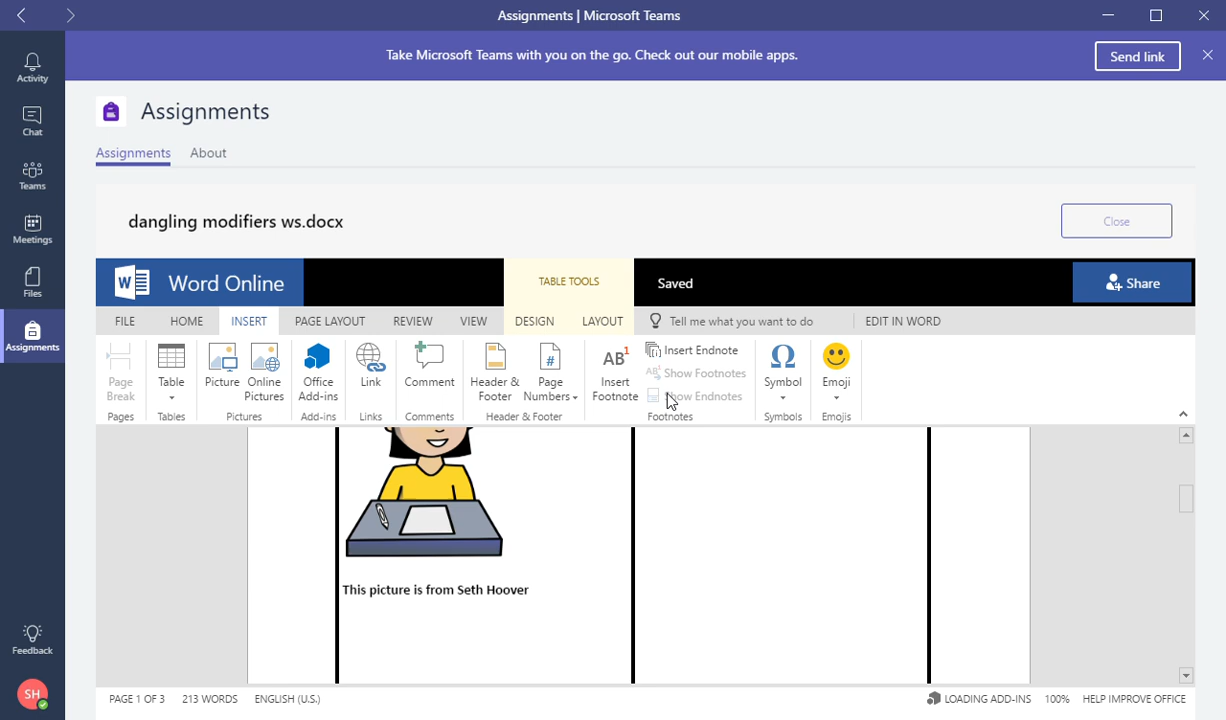 Assignments | Microsoft Teams
Take Microsoft Teams with you on the go. Check out our mobile apps.
Send link
Activity
Chat
Teams
Meetings
Files
Assignments
Feedback
SH
Assignments
Assignments About
dangling modifiers ws.docx
Close
Word Online
TABLE TOOLS
Saved
Share
FILE HOME INSERT PAGE LAYOUT REVIEW VIEW DESIGN LAYOUT Tell me what you want to do EDIT IN WORD
Page Break
Table
Picture
Online Pictures
Office Add-ins
Link
Comment
Header & Footer
Page Numbers
AB1
Insert Footnote
Insert Endnote
Show Footnotes
Show Endnotes
Symbol
Emoji
Pages Tables Pictures Add-ins Links Comments Header & Footer Footnotes Symbols Emojis
This picture is from Seth Hoover
PAGE 1 OF 3 213 WORDS ENGLISH (U.S.) LOADING ADD-INS 100% HELP IMPROVE OFFICE